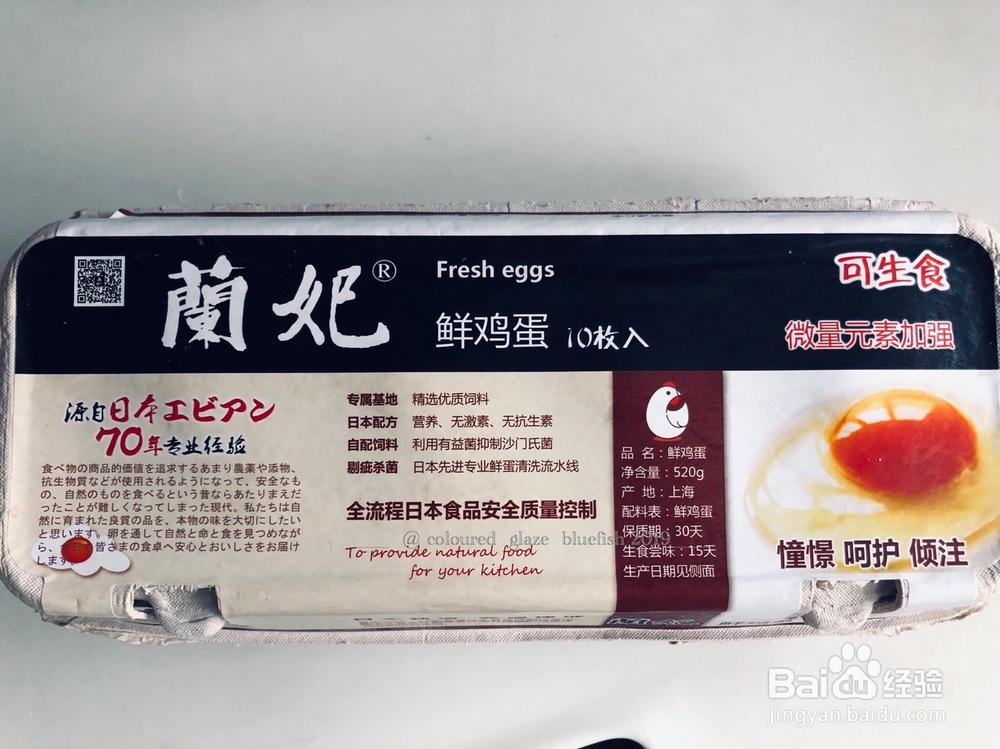 蘭妃®
Fresh eggs
鲜鸡蛋 10枚入
可生食
微量元素加强
源自日本エビアン
70年专业经验
食べ物の商品的価値を追求するあまり農薬や添物、
抗生物質などが使用されるようになって、安全なも
の、自然のものを食べるという昔ならあたりまえだ
ったことが難しくなってしまった現代。私たちは自
然に育まれた良質の品を、本物の味を大切にしたい
と思います。卵を通して自然と命と食を見つめなが
ら、皆さまの食卓へ安心とおいしさをお届け
します
专属基地 精选优质饲料
日本配方 营养、无激素、无抗生素
自配饲料 利用有益菌抑制沙门氏菌
剔疵杀菌 日本先进专业鲜蛋清洗流水线
全流程日本食品安全质量控制
@ coloured glaze bluefish 2019
To provide natural food
for your kitchen
品 名：鲜鸡蛋
净含量：520g
产 地：上海
配料表：鲜鸡蛋
保质期：30天
生食尝味：15天
生产日期见侧面
憧憬 呵护 倾注
Baidu经验
jingyan.baidu.com